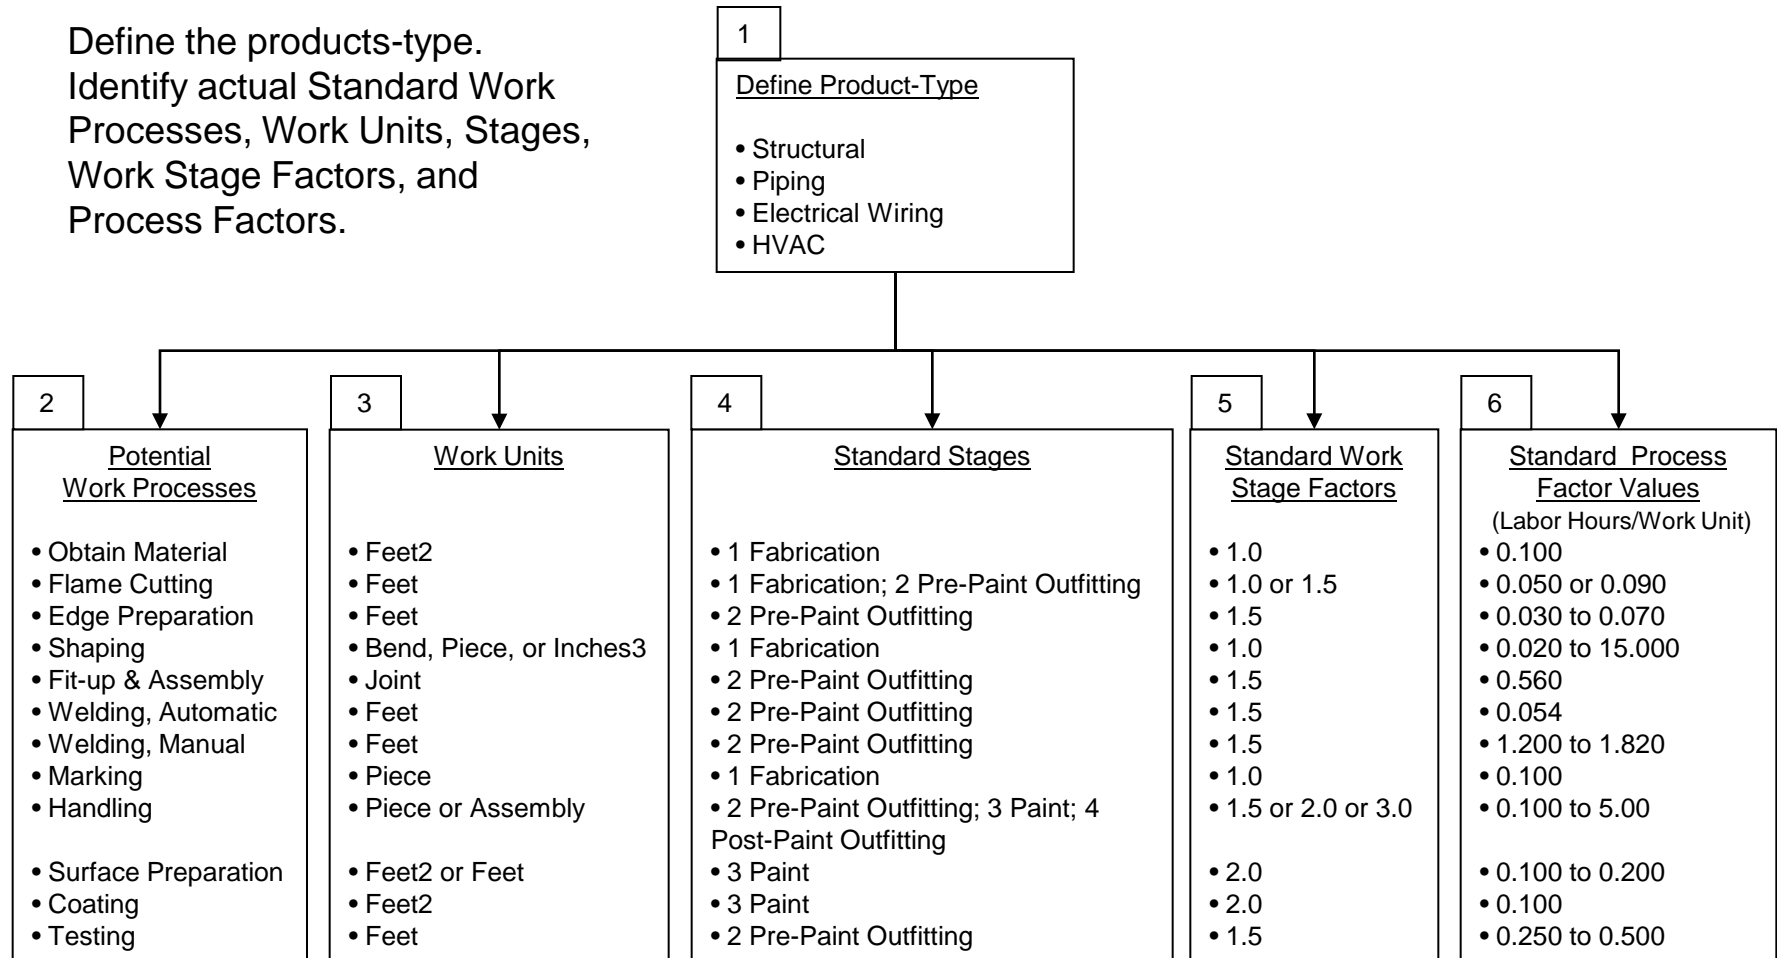 Define the products-type.
Identify actual Standard Work
Processes, Work Units, Stages,
Work Stage Factors, and
Process Factors.
1
Define Product-Type
• Structural
• Piping
• Electrical Wiring
• HVAC
2
Potential
Work Processes
• Obtain Material
• Flame Cutting
• Edge Preparation
• Shaping
• Fit-up & Assembly
• Welding, Automatic
• Welding, Manual
• Marking
• Handling
• Surface Preparation
• Coating
• Testing
3
Work Units
• Feet2
• Feet
• Feet
• Bend, Piece, or Inches3
• Joint
• Feet
• Feet
• Piece
• Piece or Assembly
• Feet2 or Feet
• Feet2
• Feet
4
Standard Stages
• 1 Fabrication
• 1 Fabrication; 2 Pre-Paint Outfitting
• 2 Pre-Paint Outfitting
• 1 Fabrication
• 2 Pre-Paint Outfitting
• 2 Pre-Paint Outfitting
• 2 Pre-Paint Outfitting
• 1 Fabrication
• 2 Pre-Paint Outfitting; 3 Paint; 4
Post-Paint Outfitting
• 3 Paint
• 3 Paint
• 2 Pre-Paint Outfitting
5
Standard Work
Stage Factors
• 1.0
• 1.0 or 1.5
• 1.5
• 1.0
• 1.5
• 1.5
• 1.5
• 1.0
• 1.5 or 2.0 or 3.0
• 2.0
• 2.0
• 1.5
6
Standard Process
Factor Values
(Labor Hours/Work Unit)
• 0.100
• 0.050 or 0.090
• 0.030 to 0.070
• 0.020 to 15.000
• 0.560
• 0.054
• 1.200 to 1.820
• 0.100
• 0.100 to 5.00
• 0.100 to 0.200
• 0.100
• 0.250 to 0.500